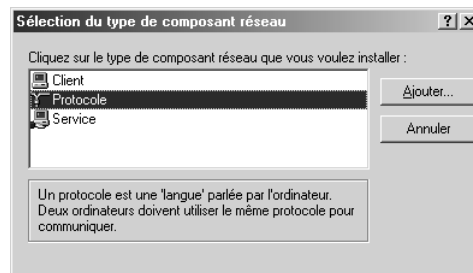 Sélection du type de composant réseau
Cliquez sur le type de composant réseau que vous voulez installer :
Client
Protocole
Service
Ajouter...
Annuler
Un protocole est une 'langue' parlée par l'ordinateur.
Deux ordinateurs doivent utiliser le même protocole pour
communiquer.